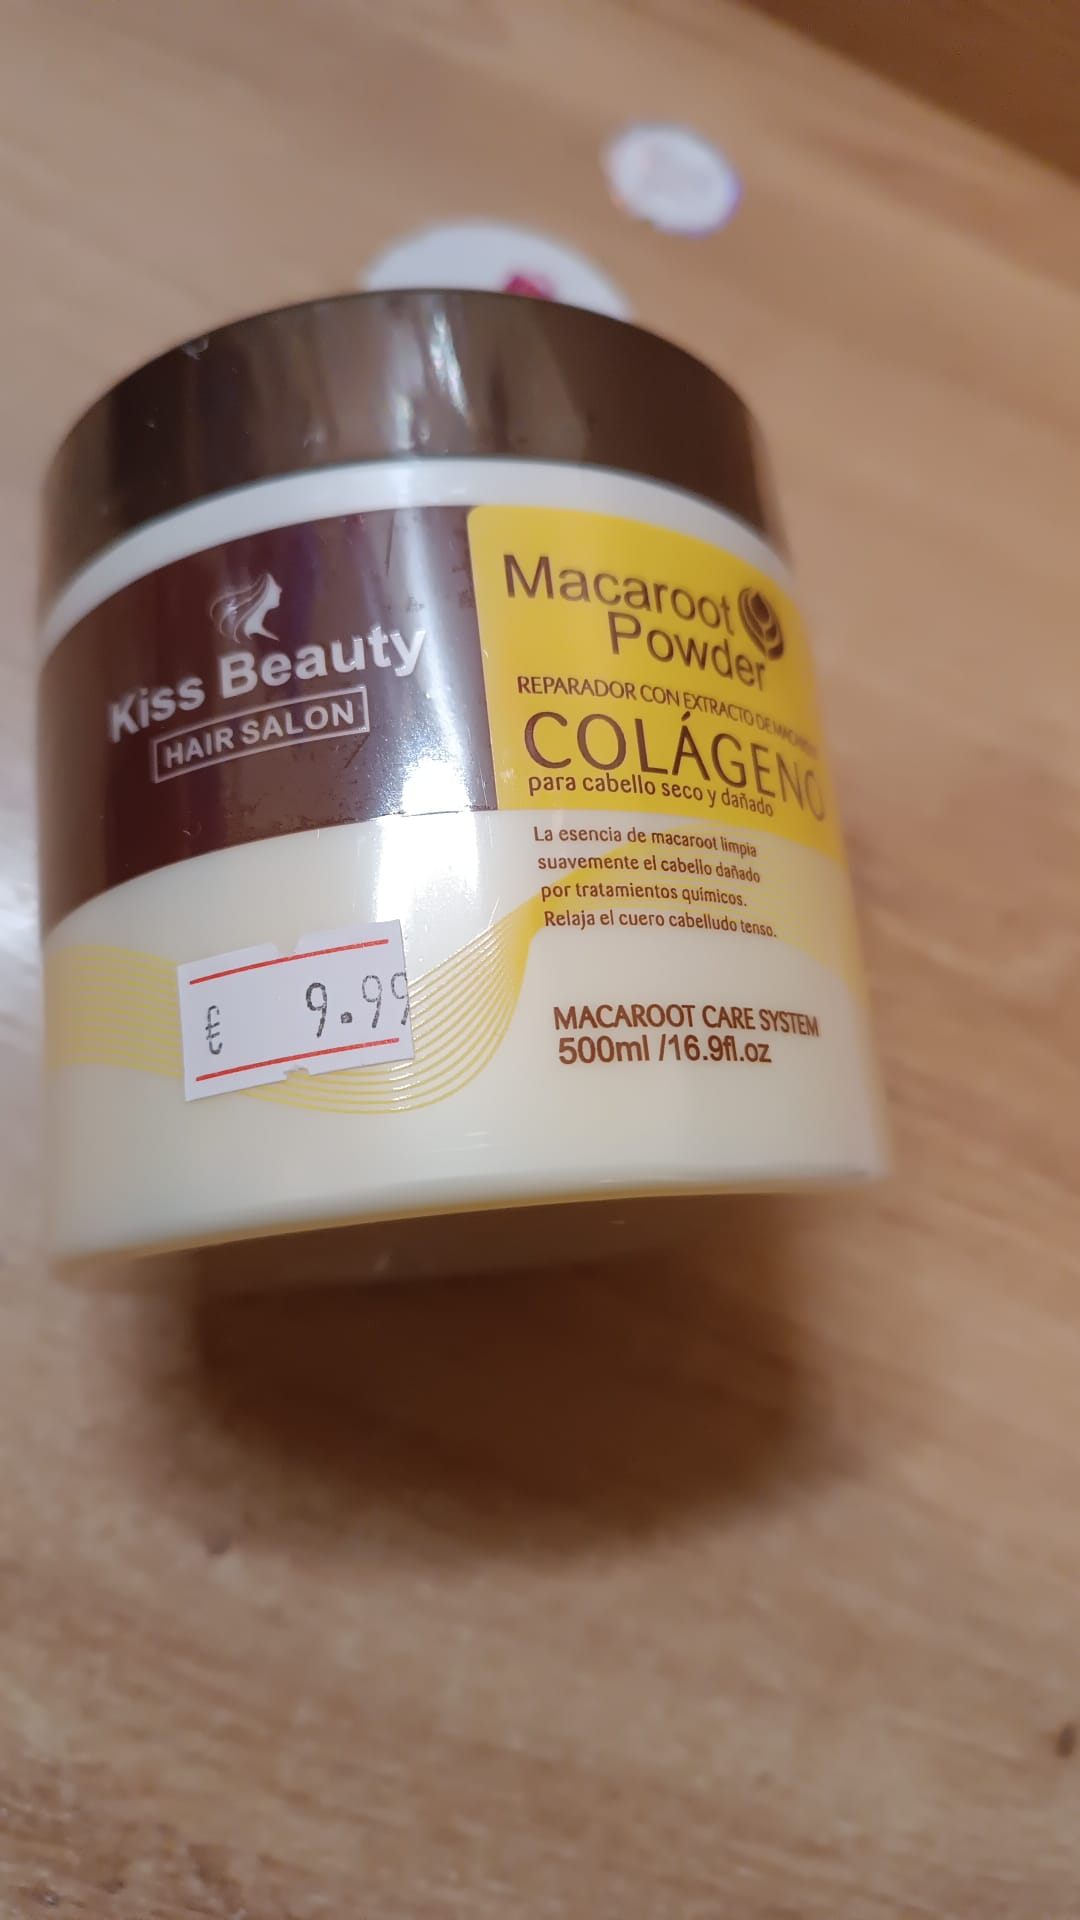 Kiss Beauty
HAIR SALON
Macaroot
Powder
REPARADOR CON EXTRACTO DE
COLÁGENO
para cabello seco y dañado
La esencia de macaroot limpia
suavemente el cabello dañado
por tratamientos químicos.
Relaja el cuero cabelludo tenso.
€ 9.99
MACAROOT CARE SYSTEM
500ml /16.9fl.oz